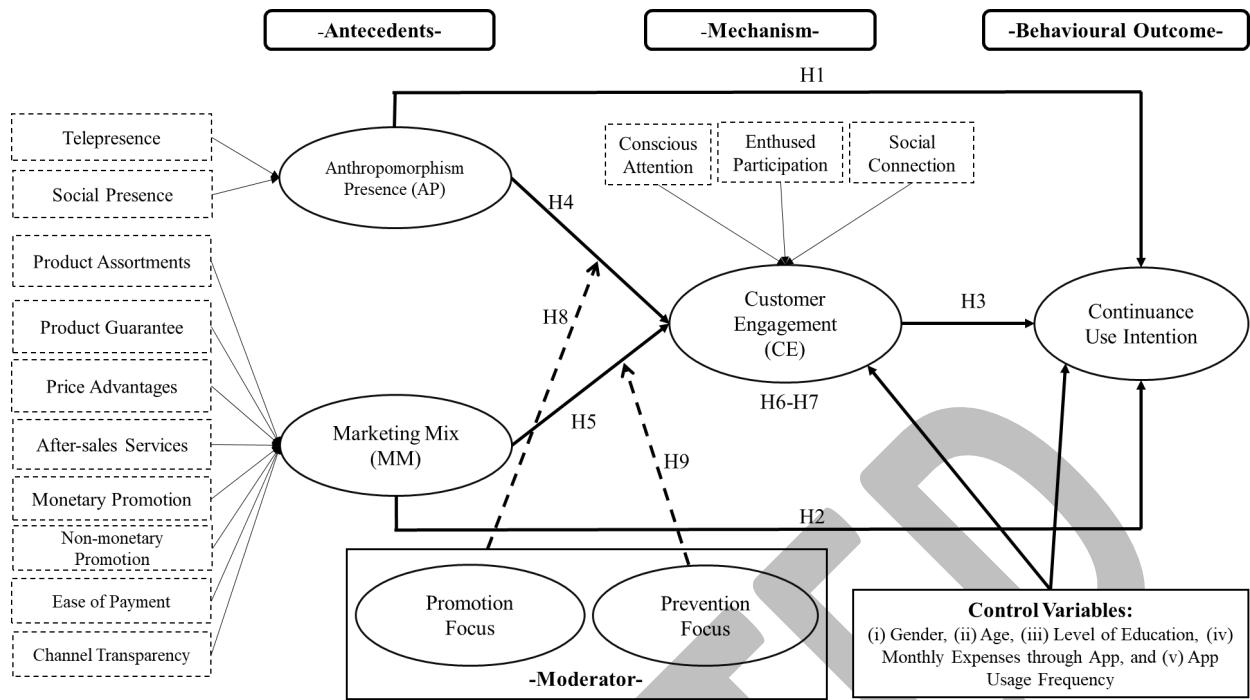 -Antecedents-
-Mechanism-
-Behavioural Outcome-
H1
Telepresence
Social Presence
Anthropomorphism
Presence (AP)
Conscious
Attention
Enthused
Participation
Social
Connection
H4
Product Assortments
Product Guarantee
Price Advantages
After-sales Services
Monetary Promotion
Non-monetary
Promotion
Ease of Payment
Channel Transparency
H8
Customer
Engagement
(CE)
H6-H7
H3
Continuance
Use Intention
Marketing Mix
(MM)
H5
H9
H2
Promotion
Focus
Prevention
Focus
-Moderator-
Control Variables:
(i) Gender, (ii) Age, (iii) Level of Education, (iv)
Monthly Expenses through App, and (v) App
Usage Frequency